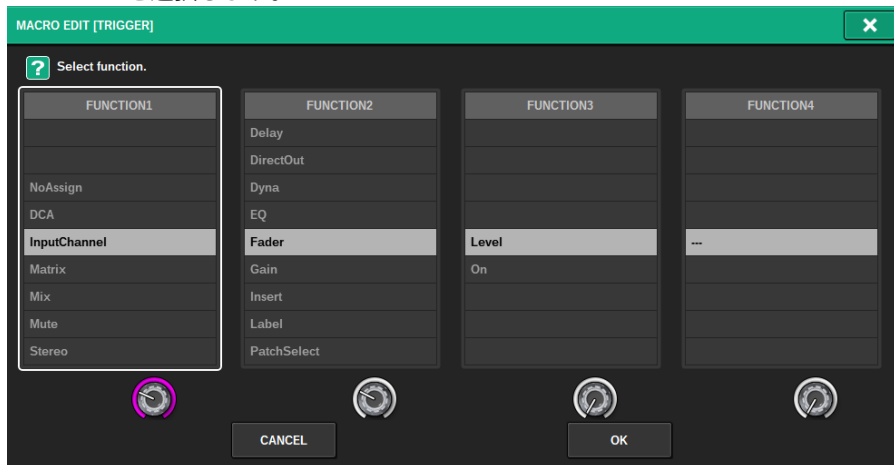 MACRO EDIT [TRIGGER]
Select function.
FUNCTION1
FUNCTION2
FUNCTION3
FUNCTION4
Delay
DirectOut
NoAssign
Dyna
DCA
EQ
InputChannel
Fader
Level
---
Matrix
Gain
On
Mix
Insert
Mute
Label
Stereo
PatchSelect
CANCEL
OK